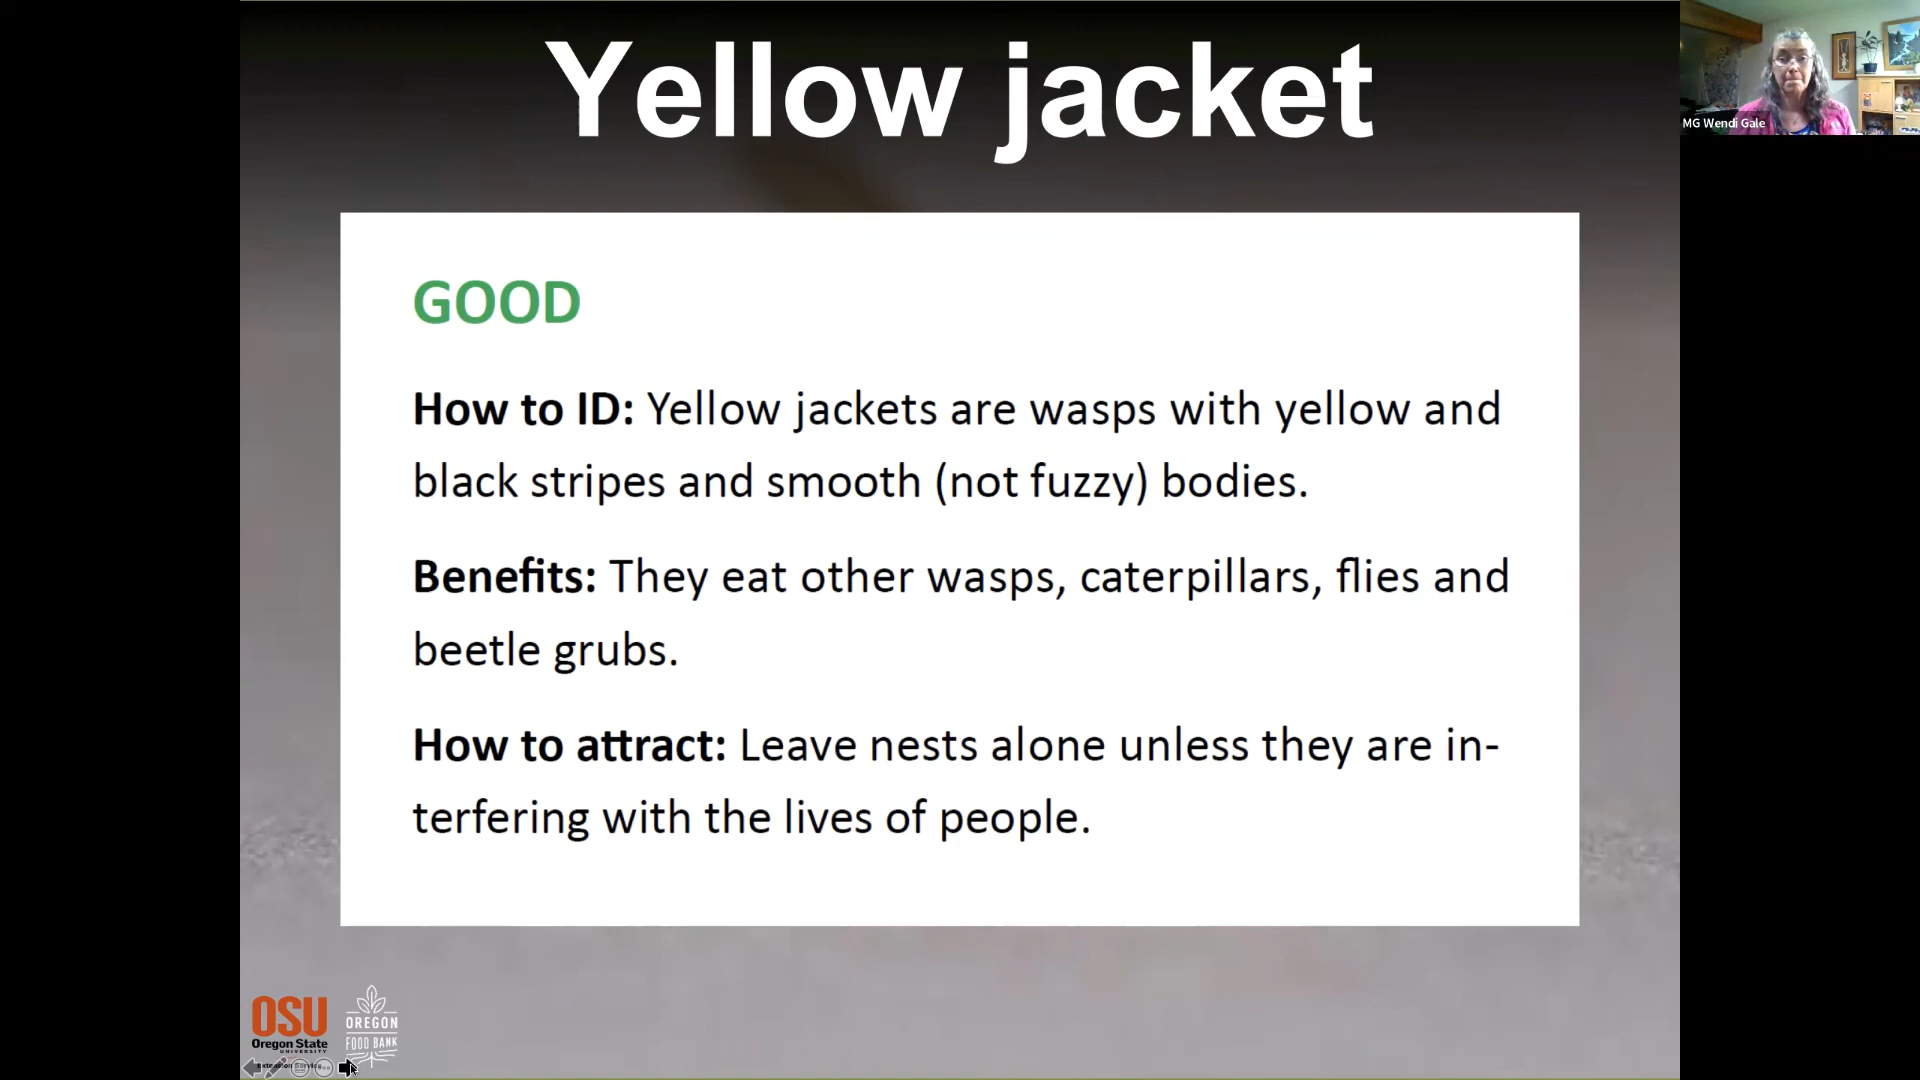 Yellow jacket
MG Wendi Gale
GOOD
How to ID: Yellow jackets are wasps with yellow and
black stripes and smooth (not fuzzy) bodies.
Benefits: They eat other wasps, caterpillars, flies and
beetle grubs.
How to attract: Leave nests alone unless they are in-
terfering with the lives of people.
OSU
Oregon State
UNIVERSITY
Extension Service
OREGON
FOOD BANK